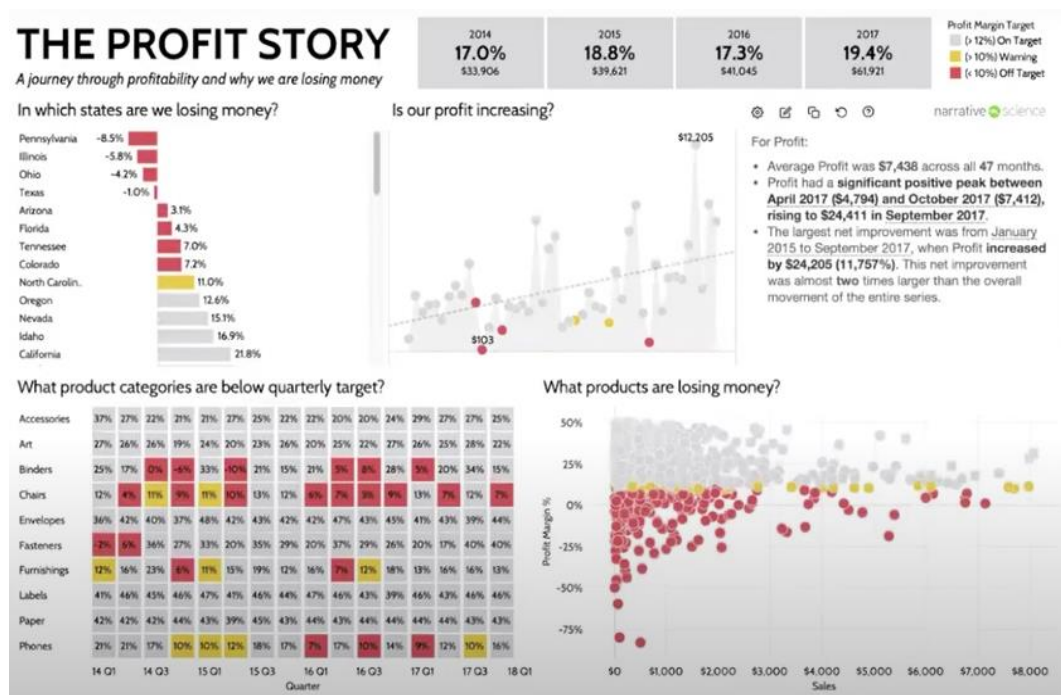 THE PROFIT STORY
A journey through profitability and why we are losing money
2014
17.0%
$33,906
2015
18.8%
$39,621
2016
17.3%
$41,045
2017
19.4%
$61,921
Profit Margin Target
(> 12%) On Target
(> 10%) Warning
(< 10%) Off Target
In which states are we losing money?
Pennsylvania -8.5%
Illinois -5.8%
Ohio -4.2%
Texas -1.0%
Arizona 3.1%
Florida 4.3%
Tennessee 7.0%
Colorado 7.2%
North Carolin.. 11.0%
Oregon 12.6%
Nevada 15.1%
Idaho 16.9%
California 21.8%
Is our profit increasing?
$12,205
$103
narrative science
For Profit:
• Average Profit was $7,438 across all 47 months.
• Profit had a significant positive peak between
April 2017 ($4,794) and October 2017 ($7,412),
rising to $24,411 in September 2017.
• The largest net improvement was from January
2015 to September 2017, when Profit increased
by $24,205 (11,757%). This net improvement
was almost two times larger than the overall
movement of the entire series.
What product categories are below quarterly target?
Accessories 37% 27% 22% 21% 21% 27% 25% 22% 22% 20% 20% 24% 29% 27% 27% 25%
Art 27% 26% 26% 19% 24% 20% 23% 26% 20% 25% 22% 27% 26% 25% 28% 22%
Binders 25% 17% 0% -6% 33% -10% 21% 15% 21% 5% 8% 28% 5% 20% 34% 15%
Chairs 12% 4% 11% 9% 11% 10% 13% 12% 6% 7% 3% 9% 13% 7% 12% 7%
Envelopes 36% 42% 40% 37% 48% 42% 43% 42% 42% 47% 43% 45% 41% 43% 39% 44%
Fasteners -2% 6% 36% 27% 33% 20% 35% 29% 20% 37% 29% 26% 20% 17% 40% 40%
Furnishings 12% 16% 23% 6% 11% 15% 19% 12% 16% 7% 12% 18% 13% 16% 16% 13%
Labels 41% 46% 45% 46% 47% 41% 46% 44% 47% 46% 43% 39% 46% 43% 46% 46%
Paper 42% 42% 42% 44% 43% 39% 45% 43% 44% 43% 44% 44% 44% 44% 43% 43%
Phones 21% 21% 17% 10% 10% 12% 18% 17% 7% 17% 10% 14% 9% 12% 10% 16%
14 Q1 14 Q3 15 Q1 15 Q3 16 Q1 16 Q3 17 Q1 17 Q3 18 Q1
Quarter
What products are losing money?
Profit Margin %
50%
25%
0%
-25%
-50%
-75%
$0 $1,000 $2,000 $3,000 $4,000 $5,000 $6,000 $7,000 $8,000
Sales